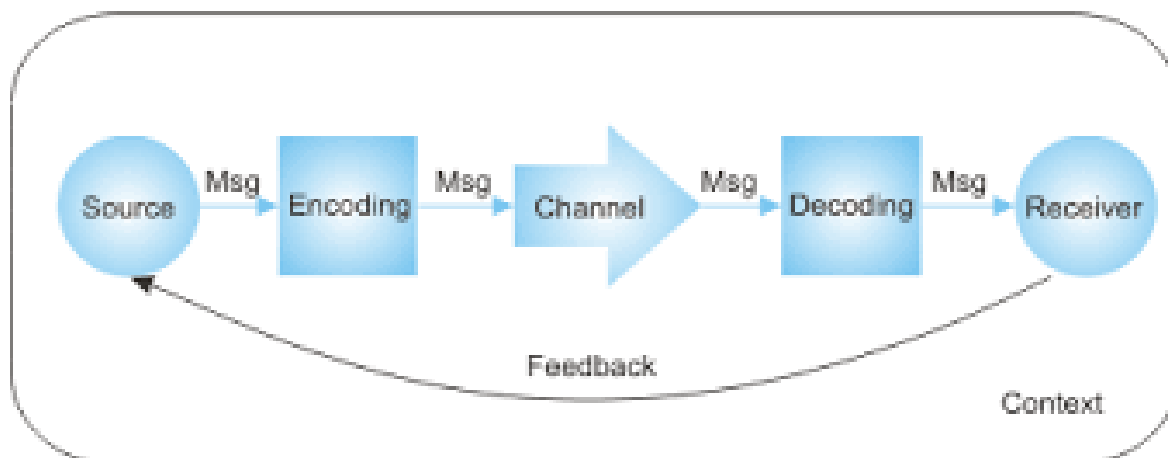 Msg Msg Msg Msg
Source Encoding Channel Decoding Receiver
Feedback
Context